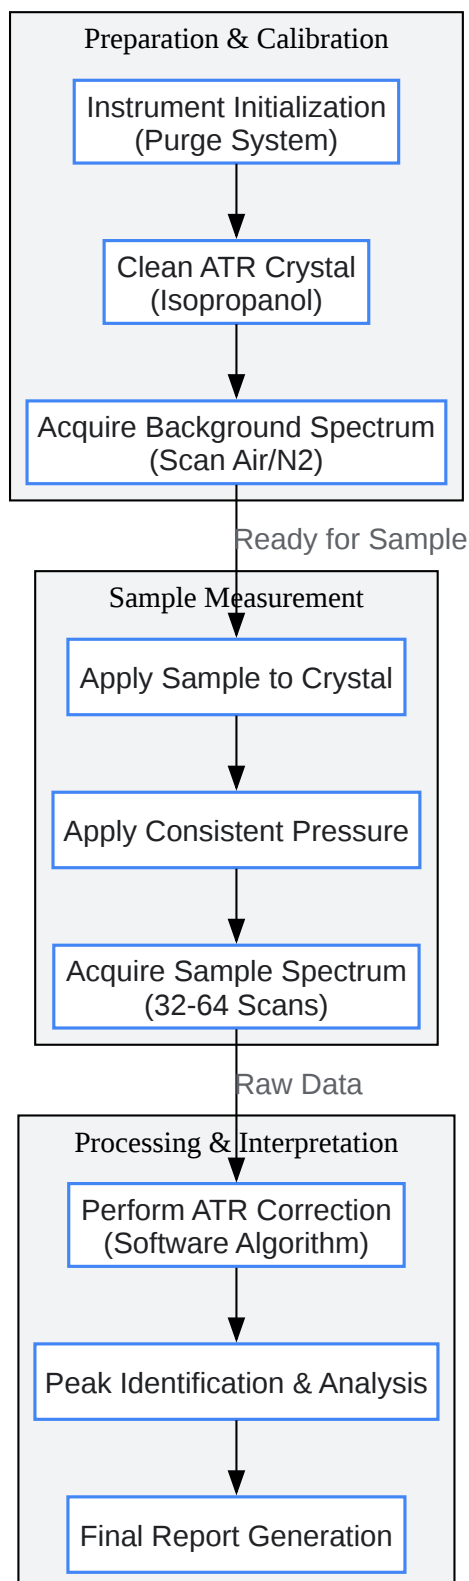 Preparation & Calibration
Instrument Initialization
(Purge System)
Clean ATR Crystal
(Isopropanol)
Acquire Background Spectrum
(Scan Air/N2)
Ready for Sample
Sample Measurement
Apply Sample to Crystal
Apply Consistent Pressure
Acquire Sample Spectrum
(32-64 Scans)
Raw Data
Processing & Interpretation
Perform ATR Correction
(Software Algorithm)
Peak Identification & Analysis
Final Report Generation